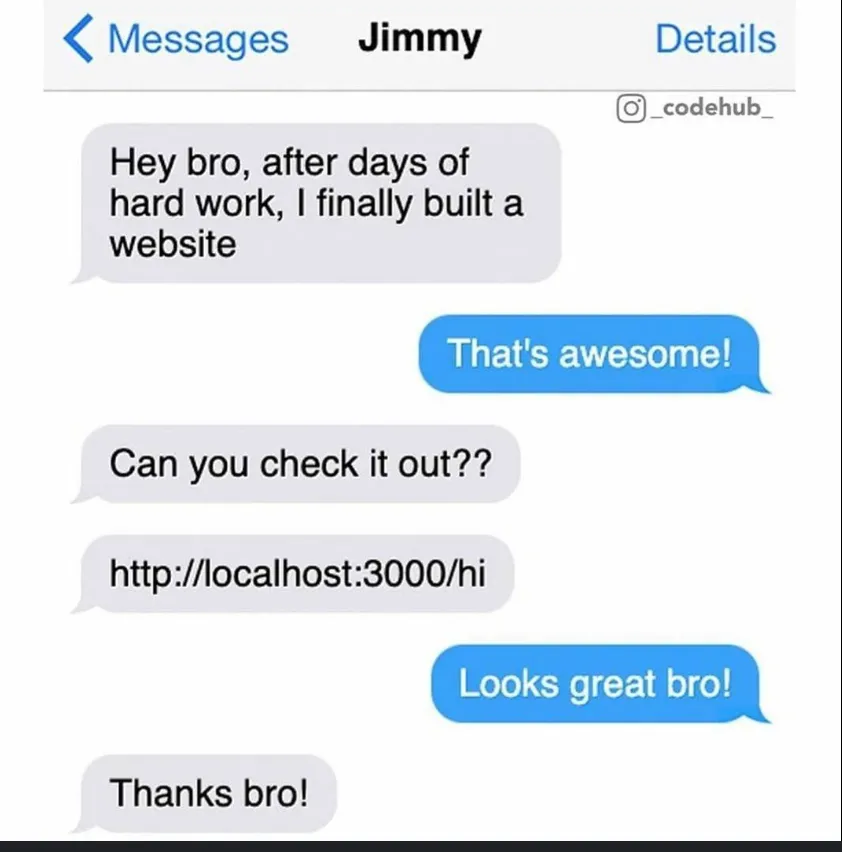 Messages Jimmy Details
_codehub_
Hey bro, after days of
hard work, I finally built a
website
That's awesome!
Can you check it out??
http://localhost:3000/hi
Looks great bro!
Thanks bro!